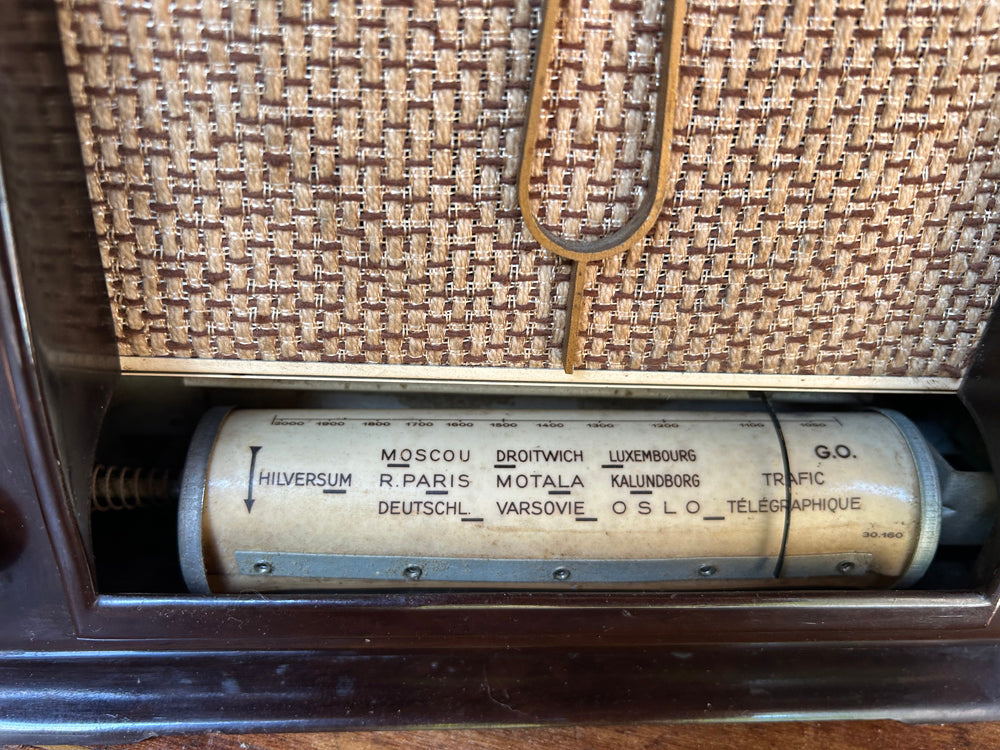 2000 1900 1800 1700 1600 1500 1400 1300 1200 1100 1050
MOSCOU DROITWICH LUXEMBOURG G.O.
HILVERSUM R.PARIS MOTALA KALUNDBORG TRAFIC
DEUTSCHL. VARSOVIE OSLO TÉLÉGRAPHIQUE
30.160